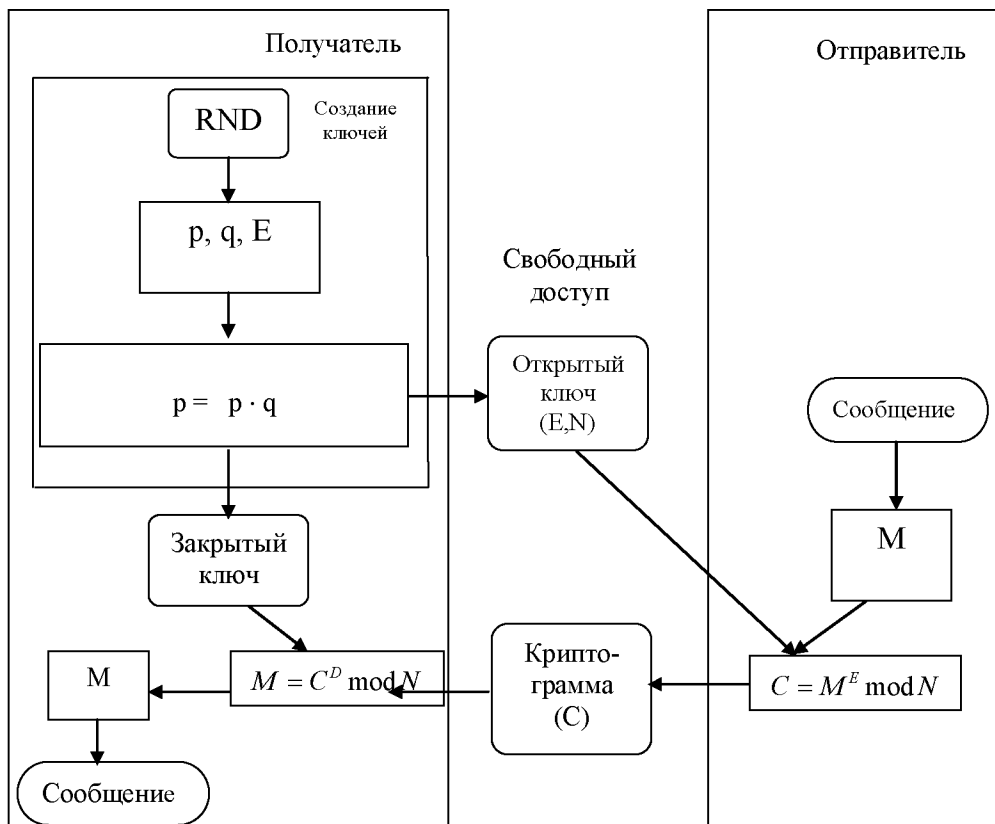 Получатель
Отправитель
RND
Создание
ключей
p, q, E
Свободный
доступ
p = p · q
Открытый
ключ
(E,N)
Сообщение
Закрытый
ключ
M
M
M = C^D mod N
Крипто-
грамма
(C)
C = M^E mod N
Сообщение